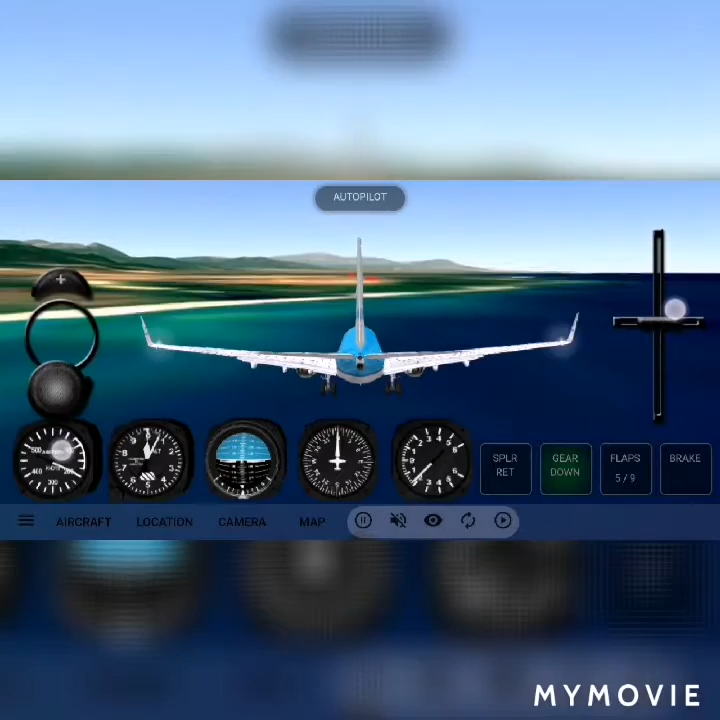 AUTOPILOT
+
SPLR
RET
GEAR
DOWN
FLAPS
5/9
BRAKE
AIRCRAFT
LOCATION
CAMERA
MAP
MYMOVIE